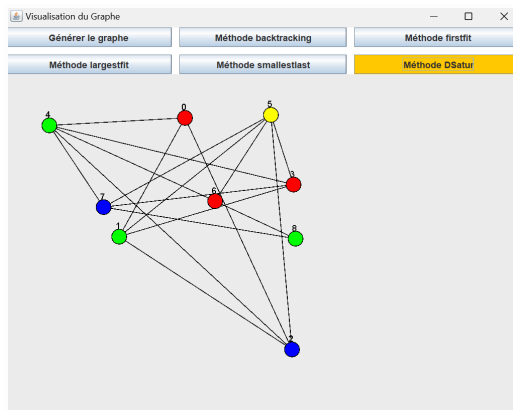 Visualisation du Graphe
Générer le graphe
Méthode backtracking
Méthode firstfit
Méthode largestfit
Méthode smallestlast
Méthode DSatur
0
5
4
3
6
7
1
8
2